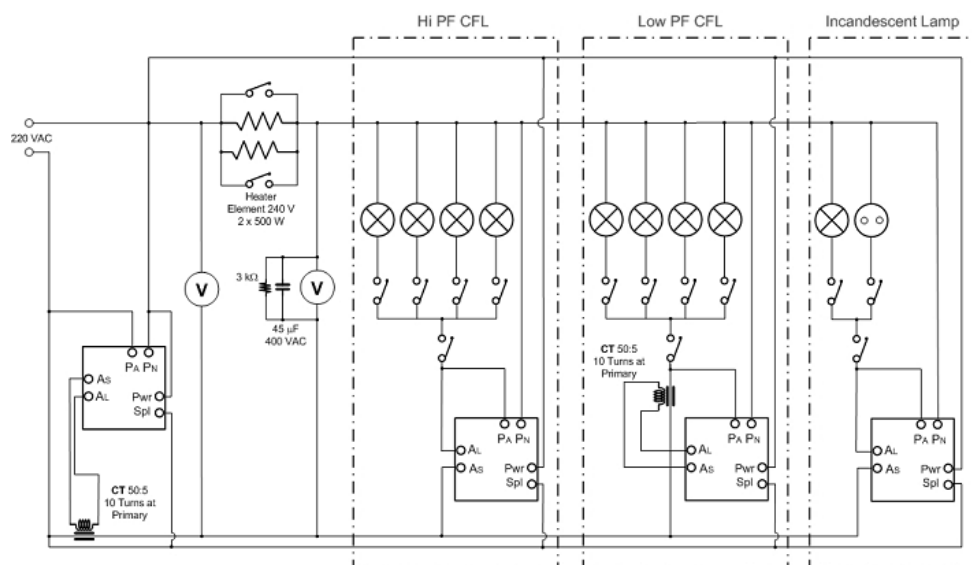 Hi PF CFL
Low PF CFL
Incandescent Lamp
220 VAC
Heater
Element 240 V
2 x 500 W
V
3 kΩ
V
45 µF
400 VAC
PA PN
AS
AL
Pwr
Spl
CT 50:5
10 Turns at
Primary
PA PN
AL
AS
Pwr
Spl
CT 50:5
10 Turns at
Primary
PA PN
AL
AS
Pwr
Spl
PA PN
AL
AS
Pwr
Spl